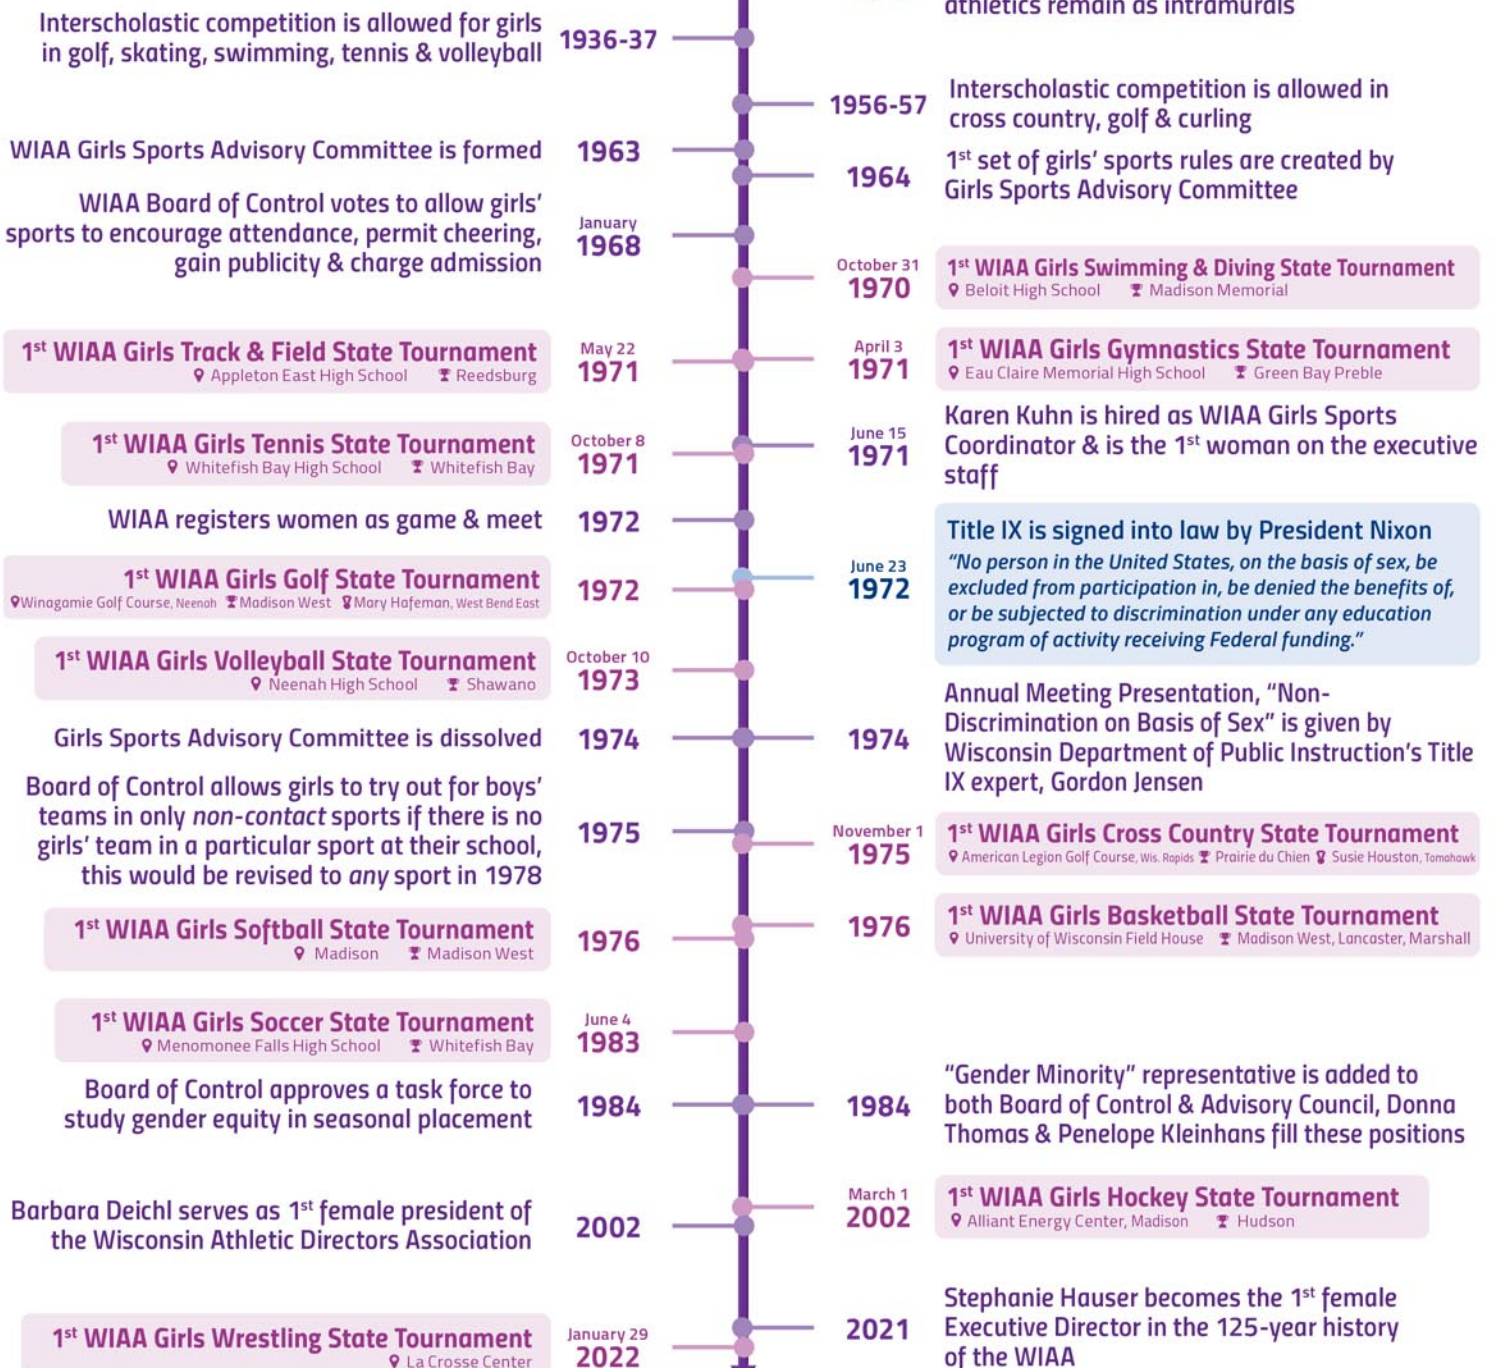 athletics remain as intramurals
Interscholastic competition is allowed for girls
in golf, skating, swimming, tennis & volleyball
1936-37
1956-57
Interscholastic competition is allowed in
cross country, golf & curling
WIAA Girls Sports Advisory Committee is formed
1963
1964
1st set of girls' sports rules are created by
Girls Sports Advisory Committee
WIAA Board of Control votes to allow girls'
sports to encourage attendance, permit cheering,
gain publicity & charge admission
January
1968
October 31
1970
1st WIAA Girls Swimming & Diving State Tournament
Beloit High School Madison Memorial
1st WIAA Girls Track & Field State Tournament
Appleton East High School Reedsburg
May 22
1971
April 3
1971
1st WIAA Girls Gymnastics State Tournament
Eau Claire Memorial High School Green Bay Preble
1st WIAA Girls Tennis State Tournament
Whitefish Bay High School Whitefish Bay
October 8
1971
June 15
1971
Karen Kuhn is hired as WIAA Girls Sports
Coordinator & is the 1st woman on the executive
staff
WIAA registers women as game & meet
1972
June 23
1972
Title IX is signed into law by President Nixon
“No person in the United States, on the basis of sex, be
excluded from participation in, be denied the benefits of,
or be subjected to discrimination under any education
program of activity receiving Federal funding.”
1st WIAA Girls Golf State Tournament
Winagamie Golf Course, Neenoh Madison West Mary Hafeman, West Bend East
1972
1st WIAA Girls Volleyball State Tournament
Neenah High School Shawano
October 10
1973
Girls Sports Advisory Committee is dissolved
1974
1974
Annual Meeting Presentation, “Non-
Discrimination on Basis of Sex” is given by
Wisconsin Department of Public Instruction's Title
IX expert, Gordon Jensen
Board of Control allows girls to try out for boys'
teams in only non-contact sports if there is no
girls' team in a particular sport at their school,
this would be revised to any sport in 1978
1975
November 1
1975
1st WIAA Girls Cross Country State Tournament
American Legion Golf Course, Wis. Rapids Prairie du Chien Susie Houston, Tomahowk
1st WIAA Girls Softball State Tournament
Madison Madison West
1976
1976
1st WIAA Girls Basketball State Tournament
University of Wisconsin Field House Madison West, Lancaster, Marshall
1st WIAA Girls Soccer State Tournament
Menomonee Falls High School Whitefish Bay
June 4
1983
Board of Control approves a task force to
study gender equity in seasonal placement
1984
1984
“Gender Minority” representative is added to
both Board of Control & Advisory Council, Donna
Thomas & Penelope Kleinhans fill these positions
Barbara Deichl serves as 1st female president of
the Wisconsin Athletic Directors Association
2002
March 1
2002
1st WIAA Girls Hockey State Tournament
Alliant Energy Center, Madison Hudson
2021
Stephanie Hauser becomes the 1st female
Executive Director in the 125-year history
of the WIAA
1st WIAA Girls Wrestling State Tournament
La Crosse Center
January 29
2022